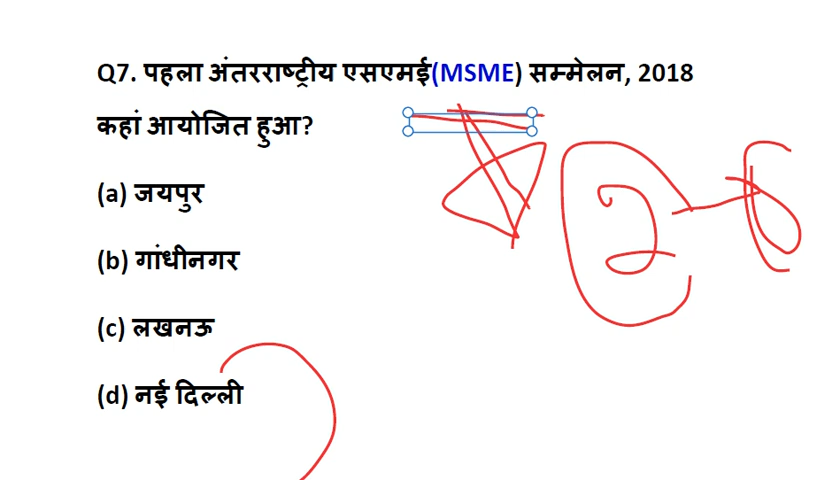 Q7. पहला अंतरराष्ट्रीय एसएमई(MSME) सम्मेलन, 2018
कहां आयोजित हुआ?
(a) जयपुर
(b) गांधीनगर
(c) लखनऊ
(d) नई दिल्ली